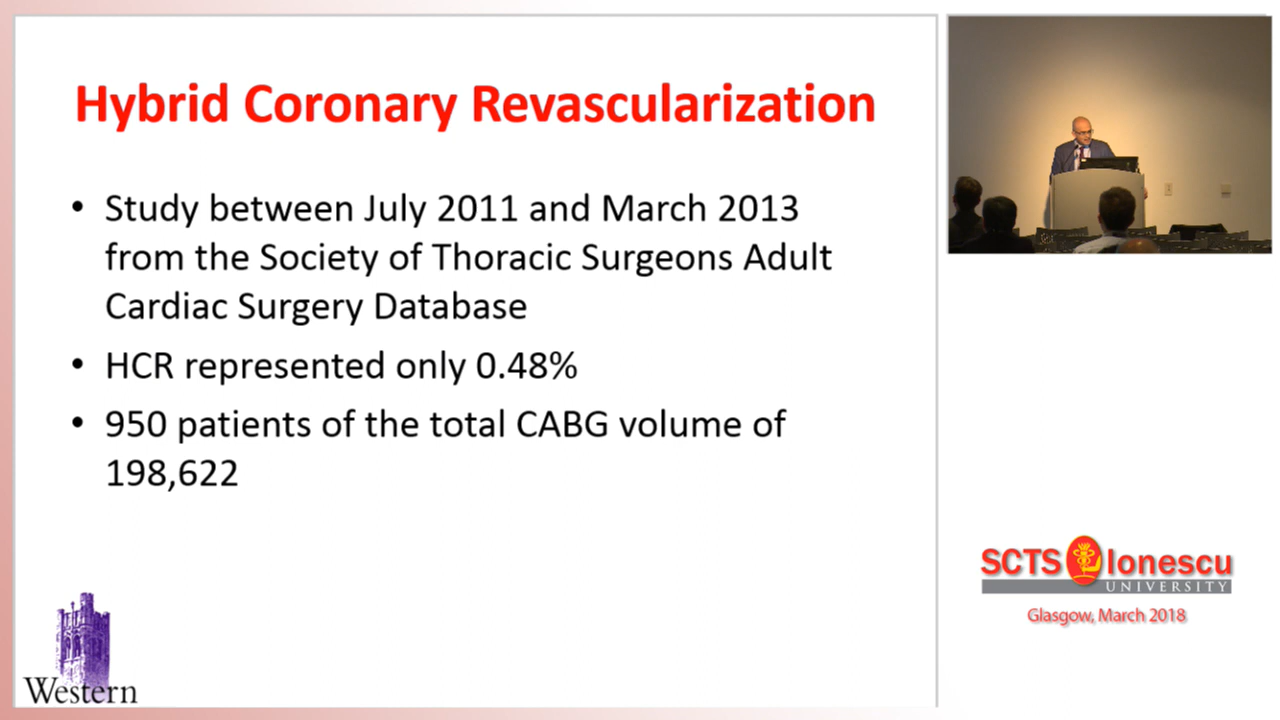 Hybrid Coronary Revascularization
• Study between July 2011 and March 2013
from the Society of Thoracic Surgeons Adult
Cardiac Surgery Database
• HCR represented only 0.48%
• 950 patients of the total CABG volume of
198,622
Western
SCTS Ionescu
UNIVERSITY
Glasgow, March 2018